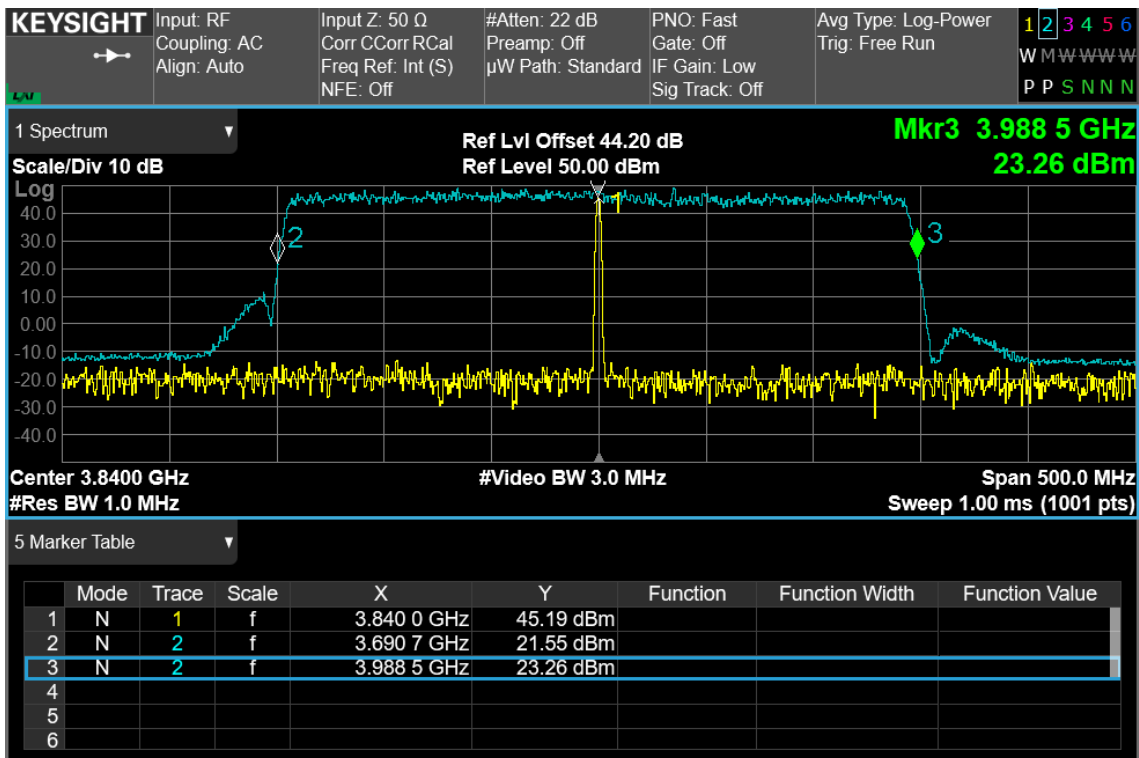 KEYSIGHT
Input: RF
Coupling: AC
Align: Auto
Input Z: 50 Ω
Corr CCorr RCal
Freq Ref: Int (S)
NFE: Off
#Atten: 22 dB
Preamp: Off
µW Path: Standard
PNO: Fast
Gate: Off
IF Gain: Low
Sig Track: Off
Avg Type: Log-Power
Trig: Free Run
1 2 3 4 5 6
W M W W W W
P P S N N N
LXI
1 Spectrum
Scale/Div 10 dB
Ref Lvl Offset 44.20 dB
Ref Level 50.00 dBm
Mkr3 3.988 5 GHz
23.26 dBm
Log
40.0
30.0
20.0
10.0
0.00
-10.0
-20.0
-30.0
-40.0
1
2
3
Center 3.8400 GHz
#Video BW 3.0 MHz
Span 500.0 MHz
#Res BW 1.0 MHz
Sweep 1.00 ms (1001 pts)
5 Marker Table
Mode Trace Scale X Y Function Function Width Function Value
1 N 1 f 3.840 0 GHz 45.19 dBm
2 N 2 f 3.690 7 GHz 21.55 dBm
3 N 2 f 3.988 5 GHz 23.26 dBm
4
5
6